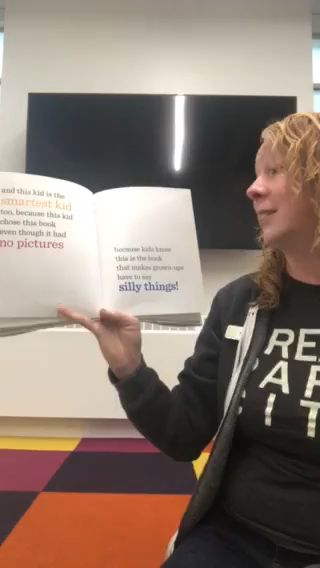 and this kid is the
smartest kid
too, because this kid
chose this book
even though it had
no pictures
because kids know
this is the book
that makes grown-ups
have to say
silly things!